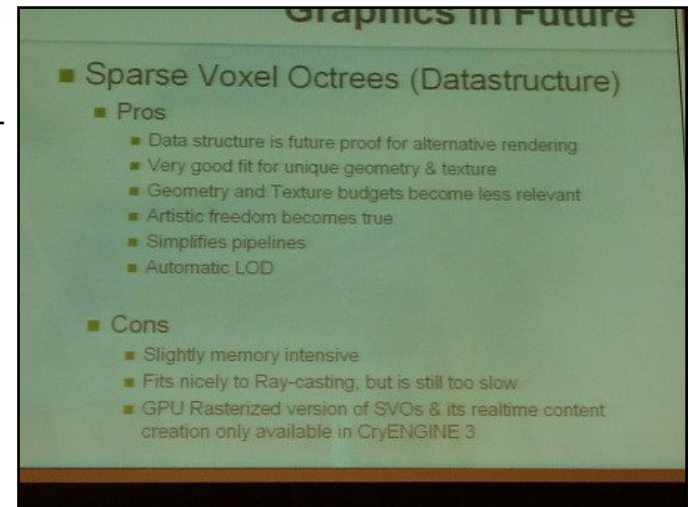 Graphics in Future
Sparse Voxel Octrees (Datastructure)
Pros
Data structure is future proof for alternative rendering
Very good fit for unique geometry & texture
Geometry and Texture budgets become less relevant
Artistic freedom becomes true
Simplifies pipelines
Automatic LOD
Cons
Slightly memory intensive
Fits nicely to Ray-casting, but is still too slow
GPU Rasterized version of SVOs & its realtime content
creation only available in CryENGINE 3